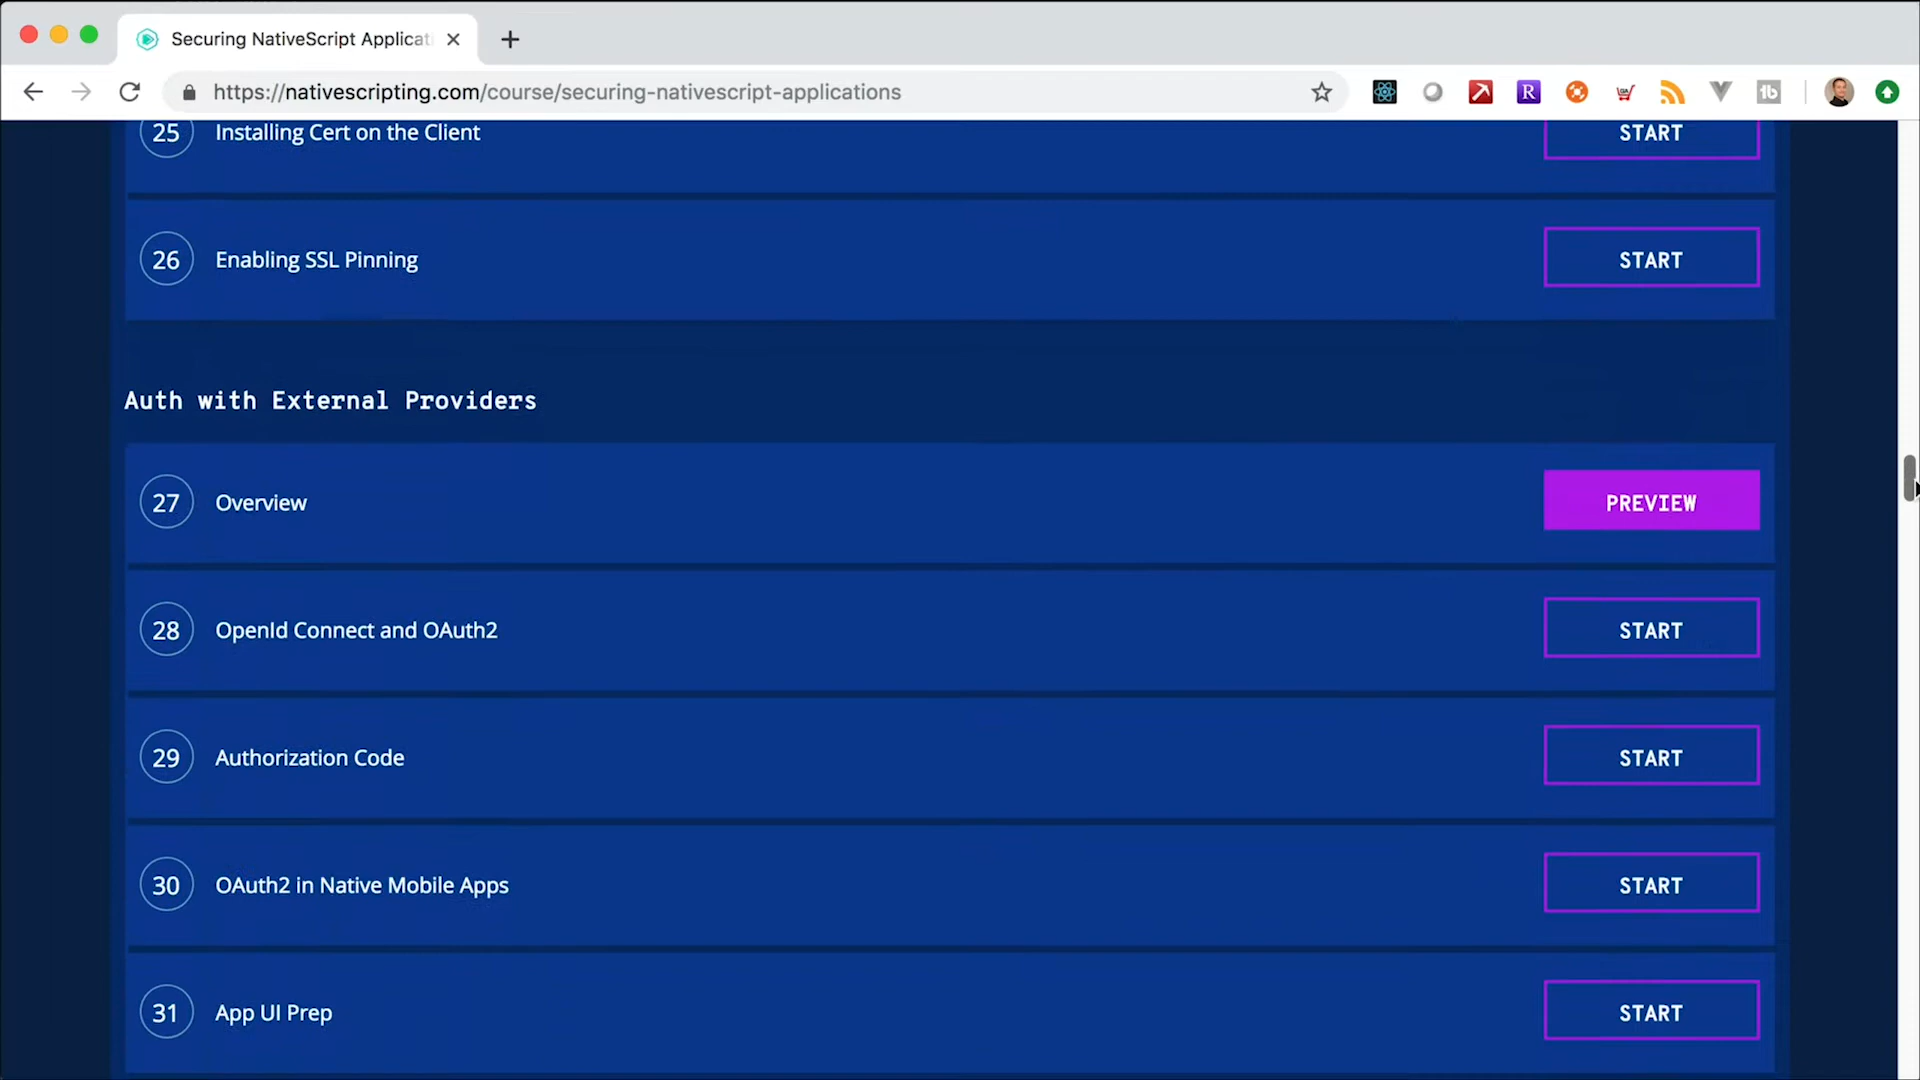 Securing NativeScript Applicati
https://nativescripting.com/course/securing-nativescript-applications
25 Installing Cert on the Client START
26 Enabling SSL Pinning START
Auth with External Providers
27 Overview PREVIEW
28 OpenId Connect and OAuth2 START
29 Authorization Code START
30 OAuth2 in Native Mobile Apps START
31 App UI Prep START